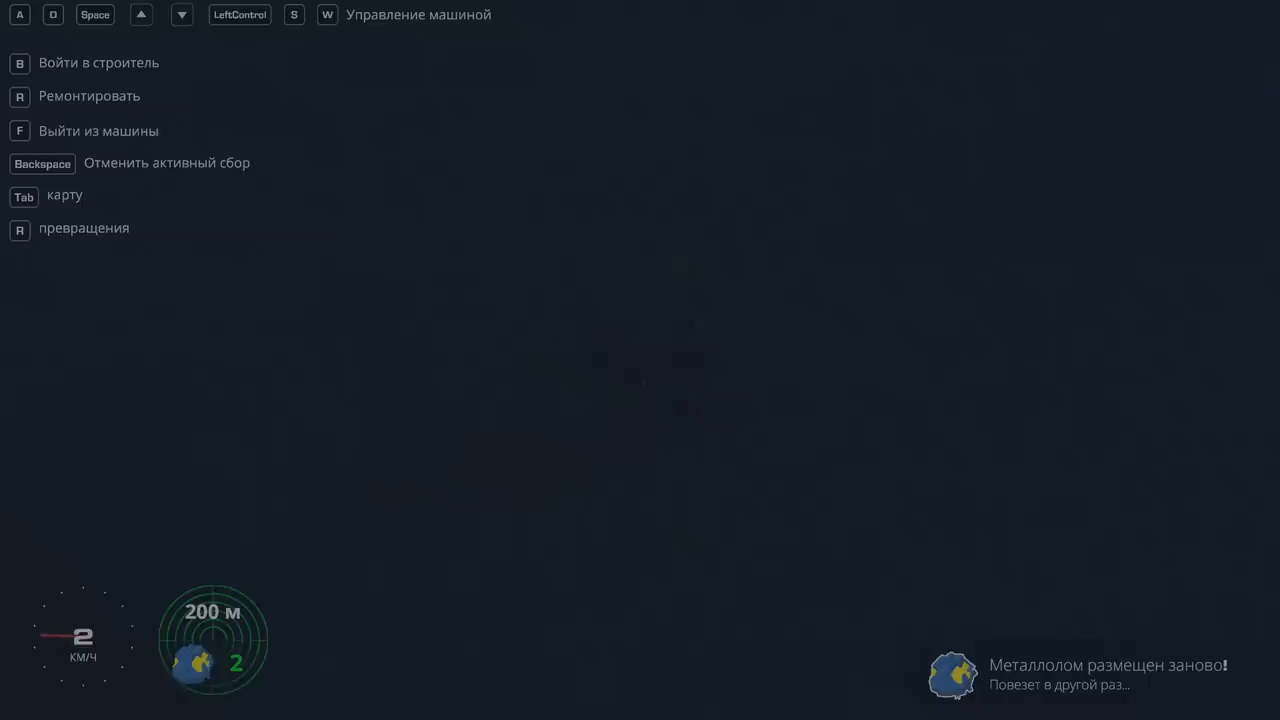 A D Space ▲ ▼ LeftControl S W Управление машиной
B Войти в строитель
R Ремонтировать
F Выйти из машины
Backspace Отменить активный сбор
Tab карту
R превращения
200 м
2
2
КМ/Ч
Металлолом размещен заново!
Повезет в другой раз...